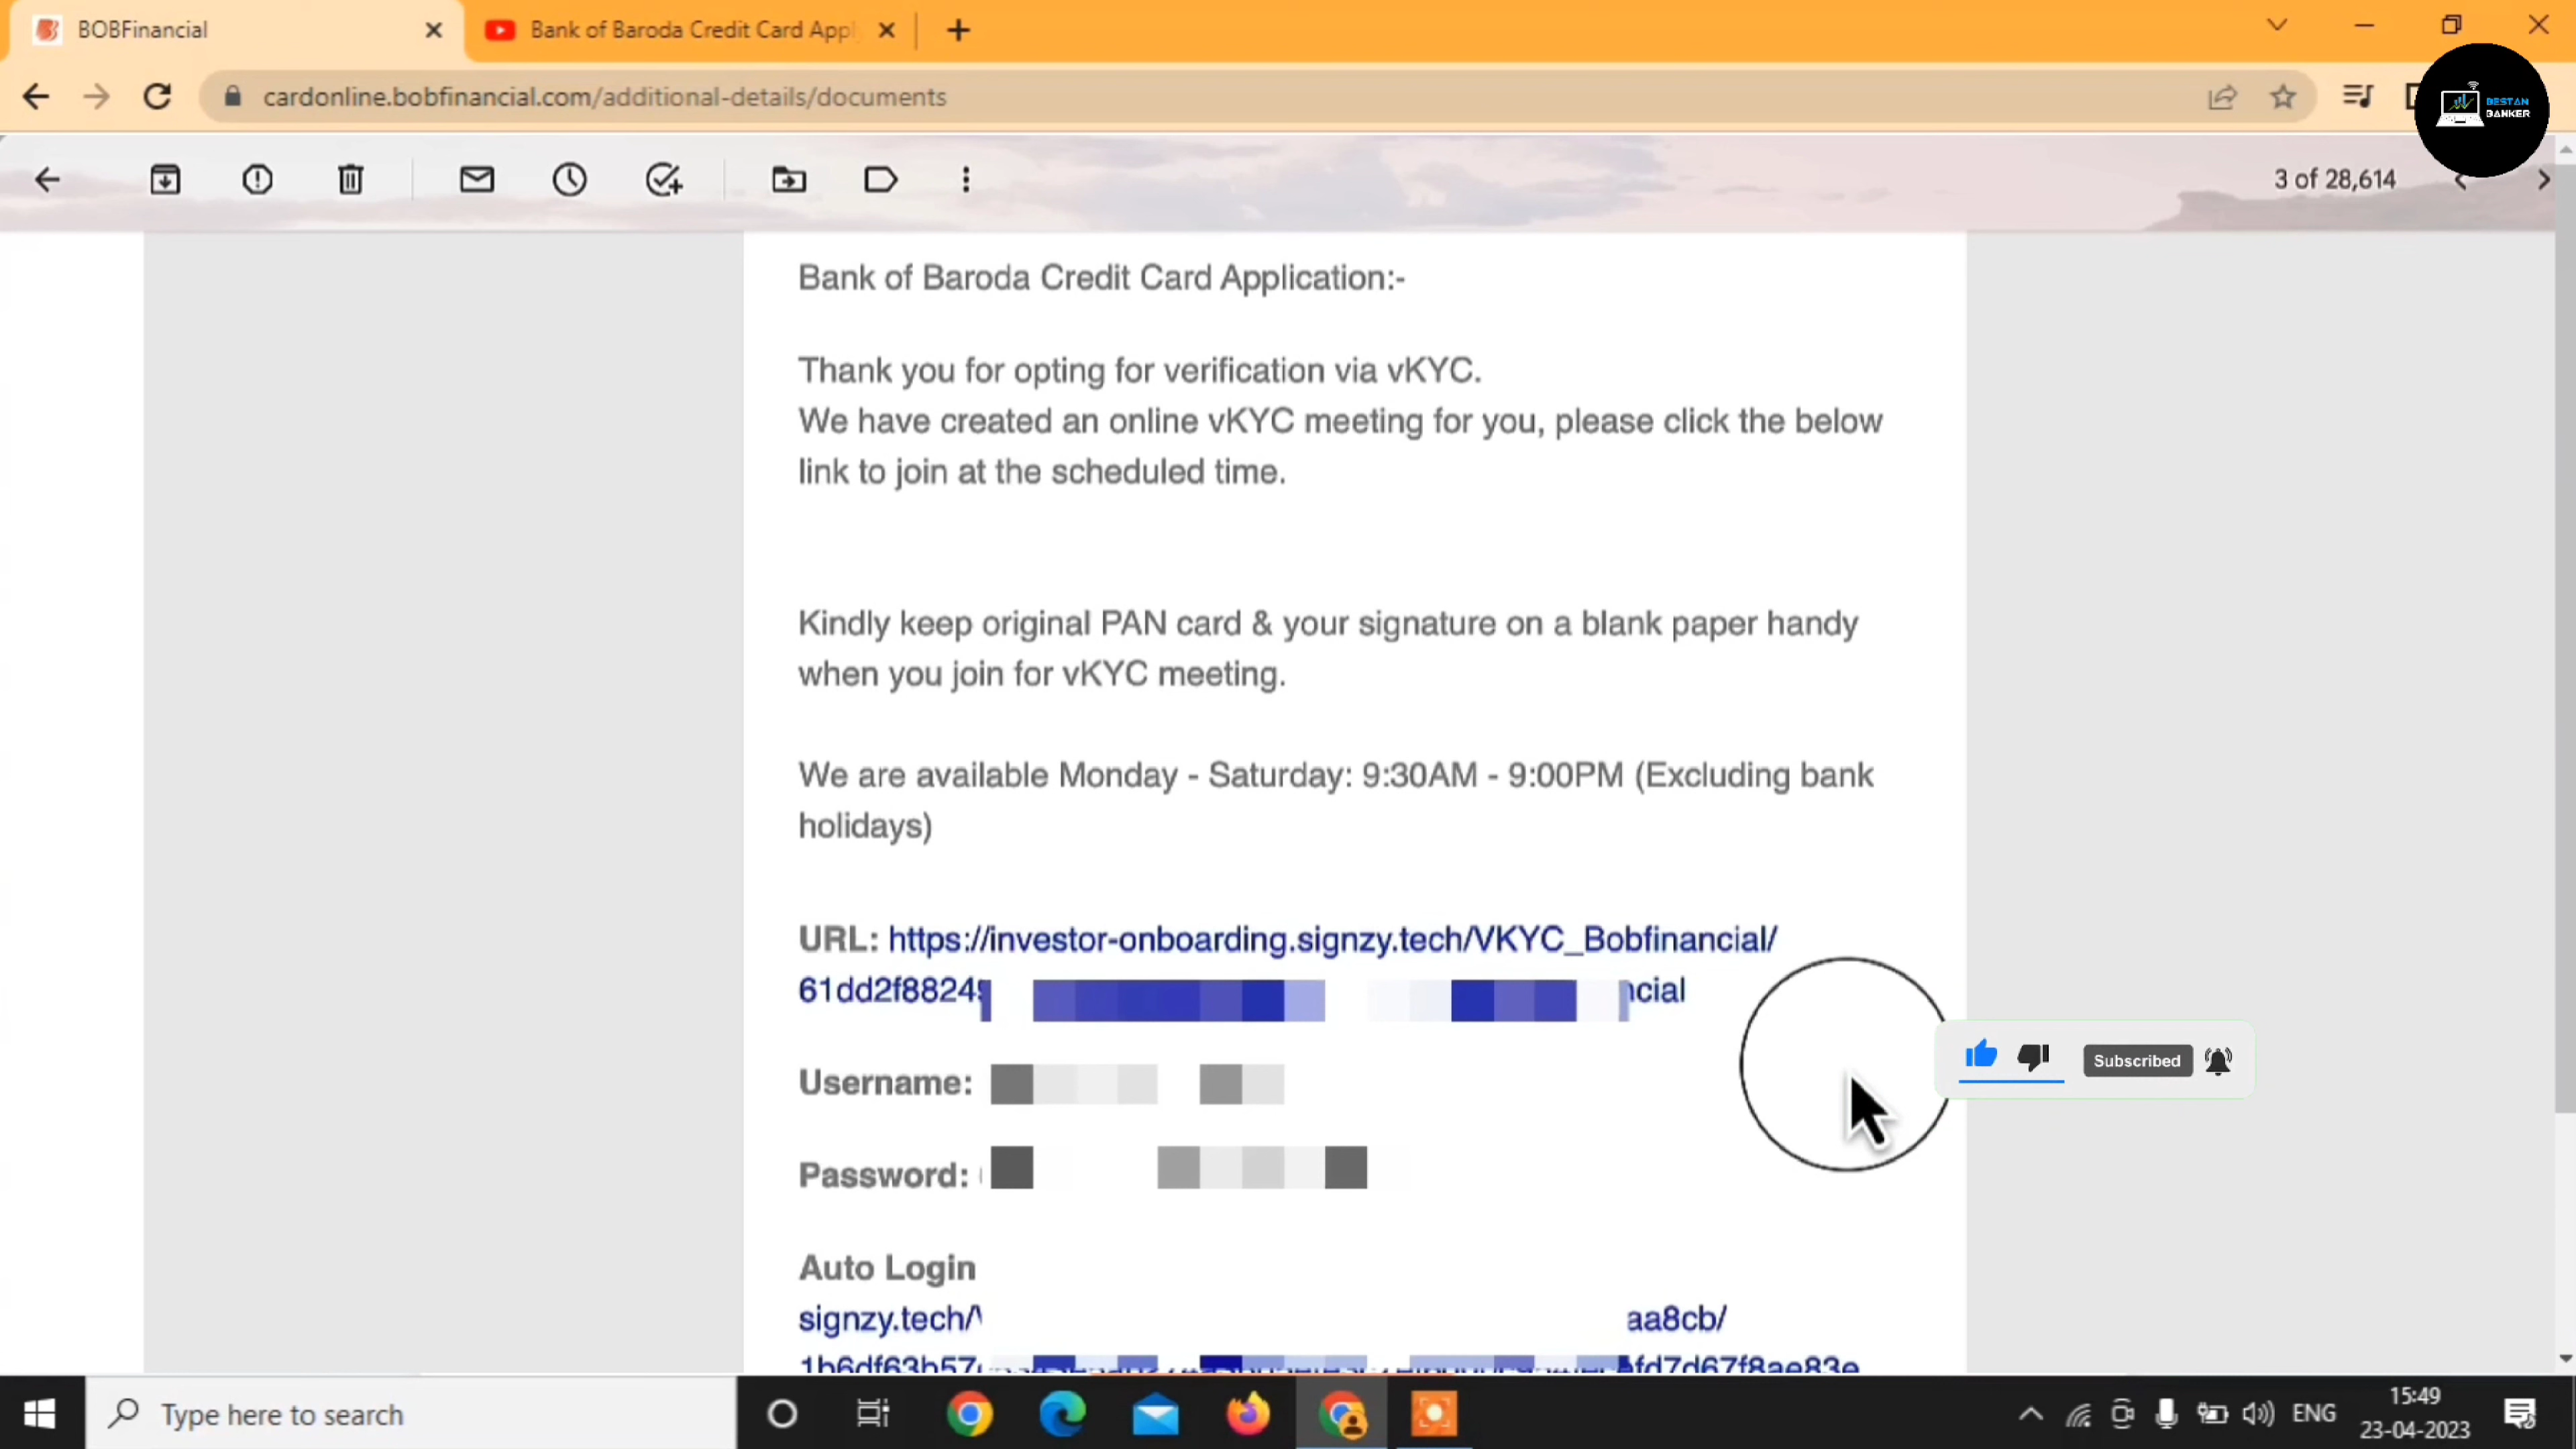 BOBFinancial
Bank of Baroda Credit Card Appl
cardonline.bobfinancial.com/additional-details/documents
BESTAN
BANKER
3 of 28,614
Bank of Baroda Credit Card Application:-
Thank you for opting for verification via vKYC.
We have created an online vKYC meeting for you, please click the below
link to join at the scheduled time.
Kindly keep original PAN card & your signature on a blank paper handy
when you join for vKYC meeting.
We are available Monday - Saturday: 9:30AM - 9:00PM (Excluding bank
holidays)
URL: https://investor-onboarding.signzy.tech/VKYC_Bobfinancial/
61dd2f8824 ncial
Username:
Subscribed
Password:
Auto Login
signzy.tech/ aa8cb/
1b6df63b57 fd7d67f8ae83e
Type here to search
ENG
15:49
23-04-2023